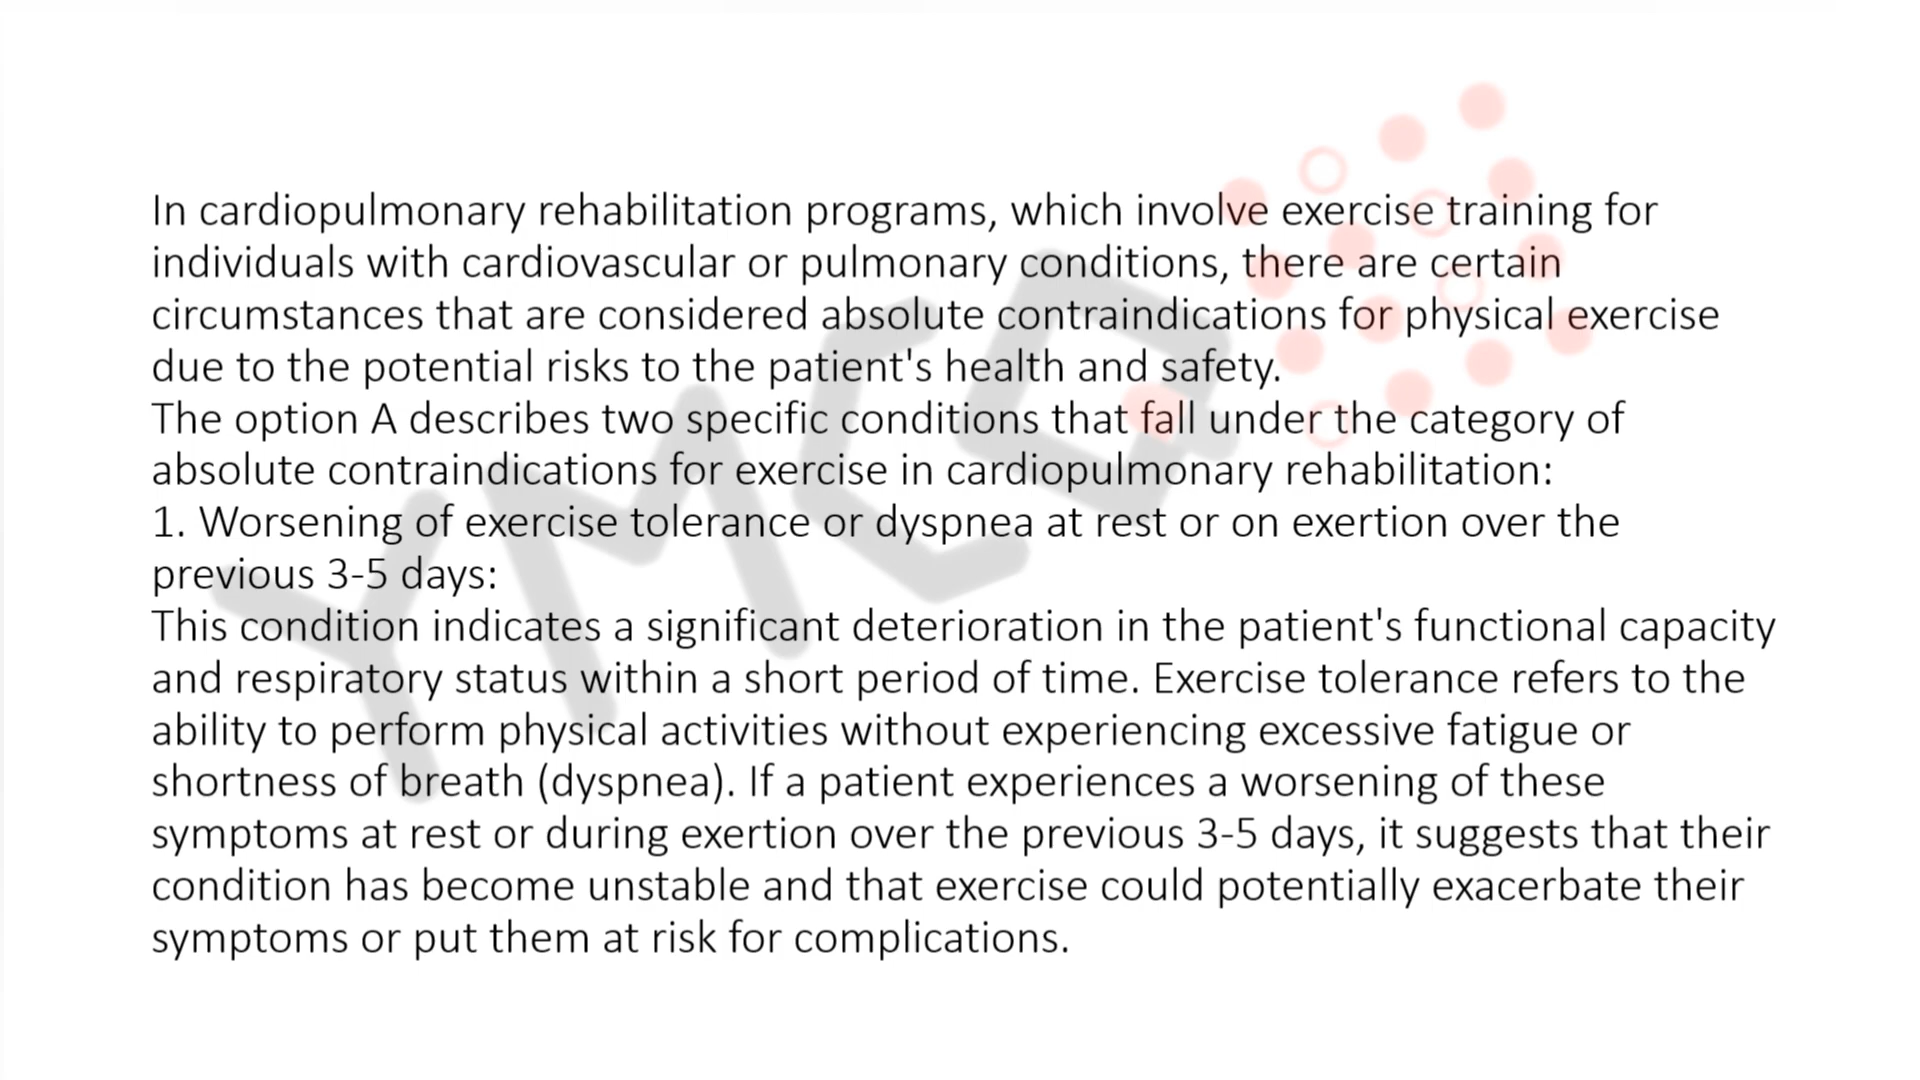 In cardiopulmonary rehabilitation programs, which involve exercise training for
individuals with cardiovascular or pulmonary conditions, there are certain
circumstances that are considered absolute contraindications for physical exercise
due to the potential risks to the patient's health and safety.
The option A describes two specific conditions that fall under the category of
absolute contraindications for exercise in cardiopulmonary rehabilitation:
1. Worsening of exercise tolerance or dyspnea at rest or on exertion over the
previous 3-5 days:
This condition indicates a significant deterioration in the patient's functional capacity
and respiratory status within a short period of time. Exercise tolerance refers to the
ability to perform physical activities without experiencing excessive fatigue or
shortness of breath (dyspnea). If a patient experiences a worsening of these
symptoms at rest or during exertion over the previous 3-5 days, it suggests that their
condition has become unstable and that exercise could potentially exacerbate their
symptoms or put them at risk for complications.
YMCQ